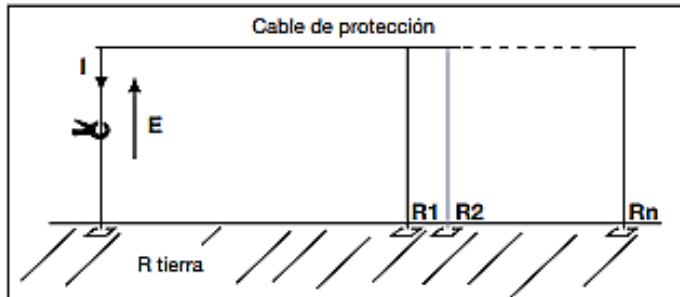 Cable de protección
I
E
R1 R2 Rn
R tierra